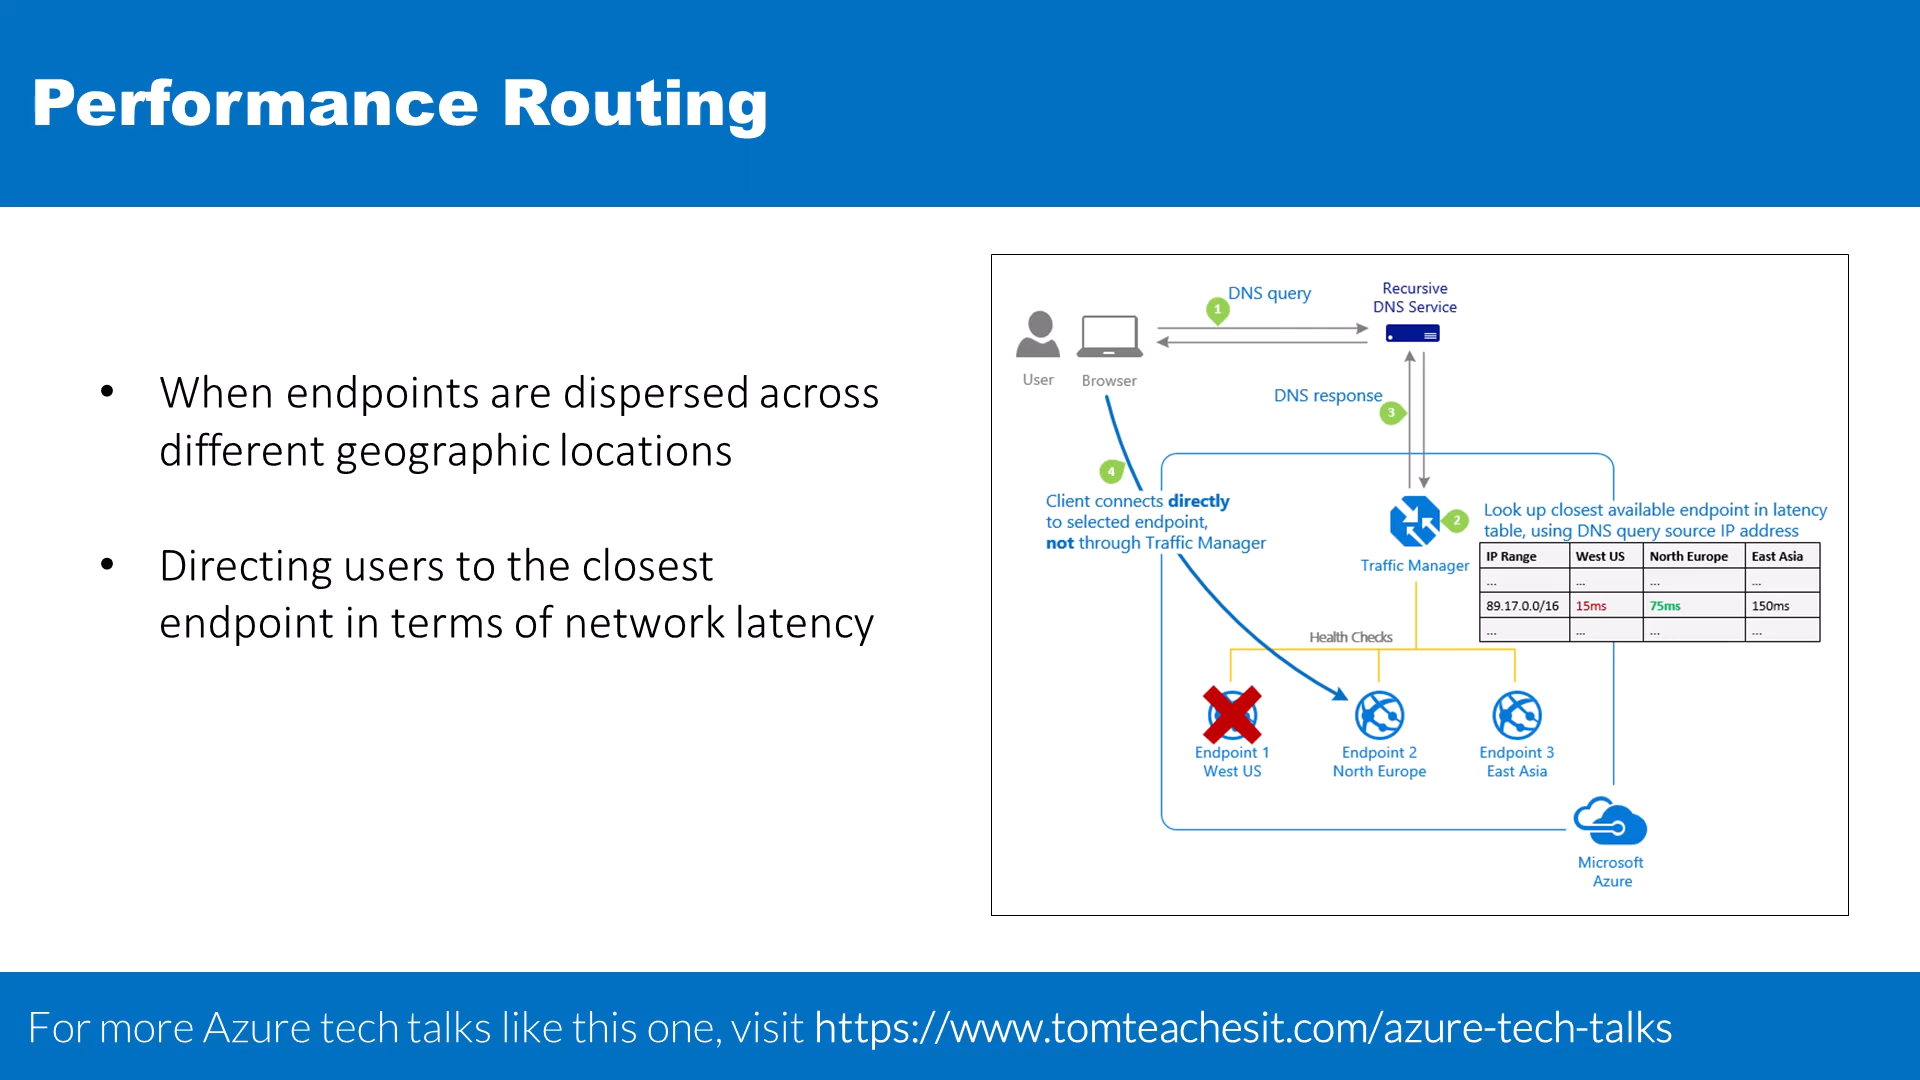 Performance Routing
• When endpoints are dispersed across
different geographic locations
• Directing users to the closest
endpoint in terms of network latency
1
DNS query
Recursive
DNS Service
User
Browser
DNS response
3
4
Client connects directly
to selected endpoint,
not through Traffic Manager
2
Look up closest available endpoint in latency
table, using DNS query source IP address
Traffic Manager
IP Range West US North Europe East Asia
... ... ... ...
89.17.0.0/16 15ms 75ms 150ms
... ... ... ...
Health Checks
Endpoint 1
West US
Endpoint 2
North Europe
Endpoint 3
East Asia
Microsoft
Azure
For more Azure tech talks like this one, visit https://www.tomteachesit.com/azure-tech-talks